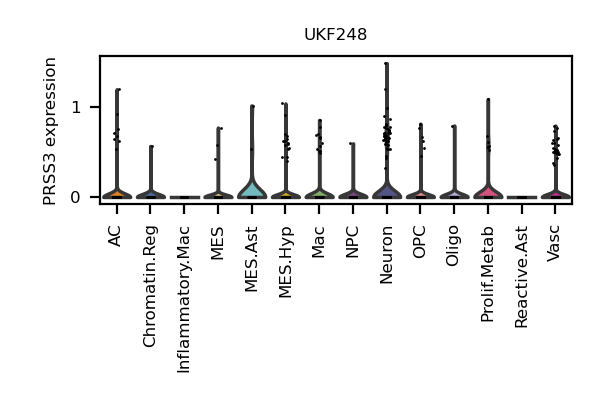 UKF248
PRSS3 expression
1
0
AC
Chromatin.Reg
Inflammatory.Mac
MES
MES.Ast
MES.Hyp
Mac
NPC
Neuron
OPC
Oligo
Prolif.Metab
Reactive.Ast
Vasc